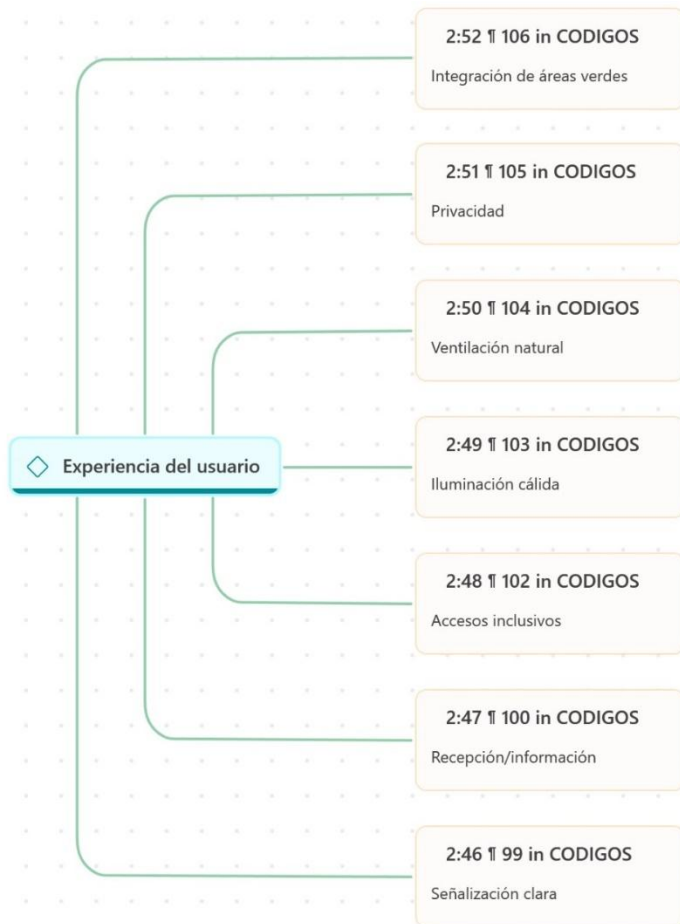 2:52 ¶ 106 in CODIGOS
Integración de áreas verdes
2:51 ¶ 105 in CODIGOS
Privacidad
2:50 ¶ 104 in CODIGOS
Ventilación natural
Experiencia del usuario
2:49 ¶ 103 in CODIGOS
Iluminación cálida
2:48 ¶ 102 in CODIGOS
Accesos inclusivos
2:47 ¶ 100 in CODIGOS
Recepción/información
2:46 ¶ 99 in CODIGOS
Señalización clara